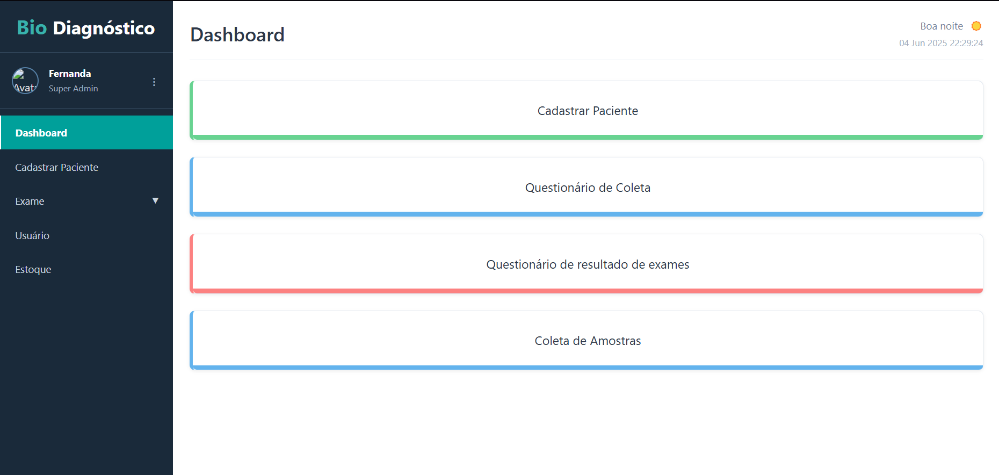 Bio Diagnóstico
Avata
Fernanda
Super Admin
Dashboard
Cadastrar Paciente
Exame
Usuário
Estoque
Dashboard
Boa noite
04 Jun 2025 22:29:24
Cadastrar Paciente
Questionário de Coleta
Questionário de resultado de exames
Coleta de Amostras